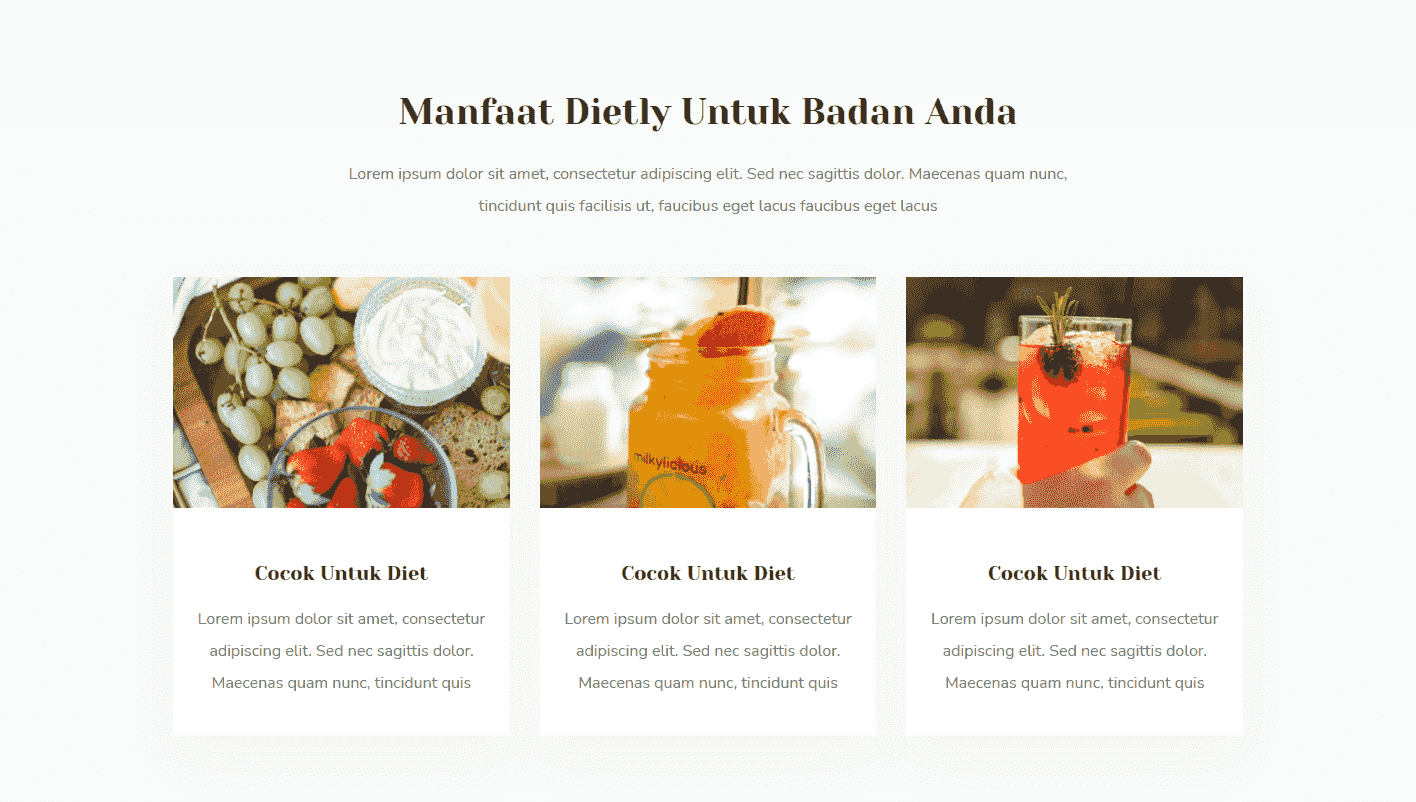 Manfaat Dietly Untuk Badan Anda
Lorem ipsum dolor sit amet, consectetur adipiscing elit. Sed nec sagittis dolor. Maecenas quam nunc,
tincidunt quis facilisis ut, faucibus eget lacus faucibus eget lacus
milkylicious
Cocok Untuk Diet
Lorem ipsum dolor sit amet, consectetur
adipiscing elit. Sed nec sagittis dolor.
Maecenas quam nunc, tincidunt quis
Cocok Untuk Diet
Lorem ipsum dolor sit amet, consectetur
adipiscing elit. Sed nec sagittis dolor.
Maecenas quam nunc, tincidunt quis
Cocok Untuk Diet
Lorem ipsum dolor sit amet, consectetur
adipiscing elit. Sed nec sagittis dolor.
Maecenas quam nunc, tincidunt quis